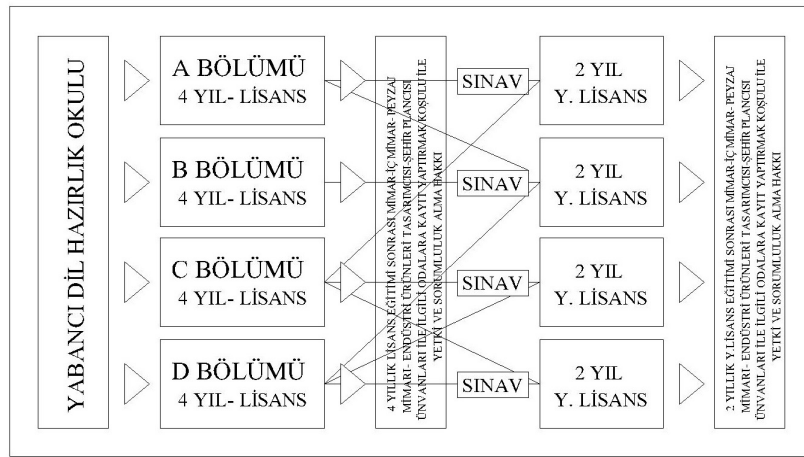 YABANCI DİL HAZIRLIK OKULU
A BÖLÜMÜ
4 YIL- LİSANS
B BÖLÜMÜ
4 YIL- LİSANS
C BÖLÜMÜ
4 YIL- LİSANS
D BÖLÜMÜ
4 YIL- LİSANS
4 YILLIK LİSANS EĞİTİMİ SONRASI MİMAR-İÇ MİMAR- PEYZAJ
MİMARI- ENDÜSTRİ ÜRÜNLERİ TASARIMCISI-ŞEHİR PLANCISI
ÜNVANLARI İLE İLGİLİ ODALARA KAYIT YAPTIRMAK KOŞULU İLE
YETKİ VE SORUMLULUK ALMA HAKKI
SINAV
SINAV
SINAV
SINAV
2 YIL
Y. LİSANS
2 YIL
Y. LİSANS
2 YIL
Y. LİSANS
2 YIL
Y. LİSANS
2 YILLIK Y.LİSANS EĞİTİMİ SONRASI MİMAR-İÇ MİMAR- PEYZAJ
MİMARI- ENDÜSTRİ ÜRÜNLERİ TASARIMCISI-ŞEHİR PLANCISI
ÜNVANLARI İLE İLGİLİ ODALARA KAYIT YAPTIRMAK KOŞULU İLE
YETKİ VE SORUMLULUK ALMA HAKKI